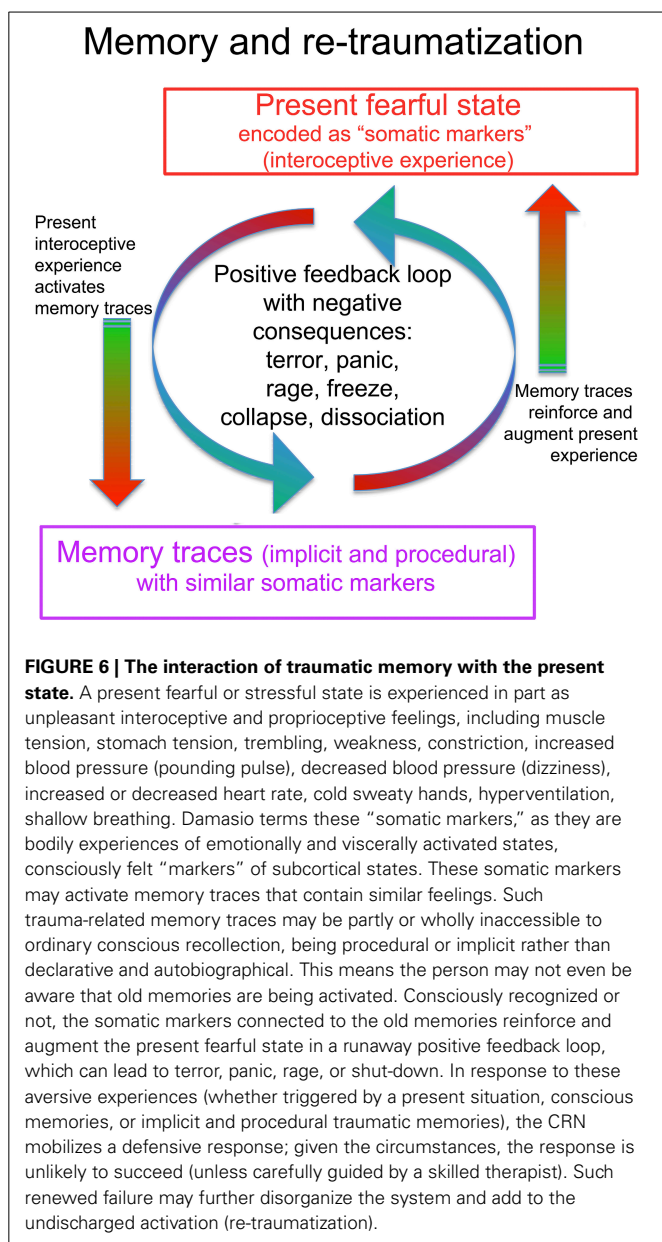 Memory and re-traumatization
Present fearful state
encoded as “somatic markers”
(interoceptive experience)
Present
interoceptive
experience
activates
memory traces
Positive feedback loop
with negative
consequences:
terror, panic,
rage, freeze,
collapse, dissociation
Memory traces
reinforce and
augment present
experience
Memory traces (implicit and procedural)
with similar somatic markers
FIGURE 6 | The interaction of traumatic memory with the present
state. A present fearful or stressful state is experienced in part as
unpleasant interoceptive and proprioceptive feelings, including muscle
tension, stomach tension, trembling, weakness, constriction, increased
blood pressure (pounding pulse), decreased blood pressure (dizziness),
increased or decreased heart rate, cold sweaty hands, hyperventilation,
shallow breathing. Damasio terms these “somatic markers,” as they are
bodily experiences of emotionally and viscerally activated states,
consciously felt “markers” of subcortical states. These somatic markers
may activate memory traces that contain similar feelings. Such
trauma-related memory traces may be partly or wholly inaccessible to
ordinary conscious recollection, being procedural or implicit rather than
declarative and autobiographical. This means the person may not even be
aware that old memories are being activated. Consciously recognized or
not, the somatic markers connected to the old memories reinforce and
augment the present fearful state in a runaway positive feedback loop,
which can lead to terror, panic, rage, or shut-down. In response to these
aversive experiences (whether triggered by a present situation, conscious
memories, or implicit and procedural traumatic memories), the CRN
mobilizes a defensive response; given the circumstances, the response is
unlikely to succeed (unless carefully guided by a skilled therapist). Such
renewed failure may further disorganize the system and add to the
undischarged activation (re-traumatization).